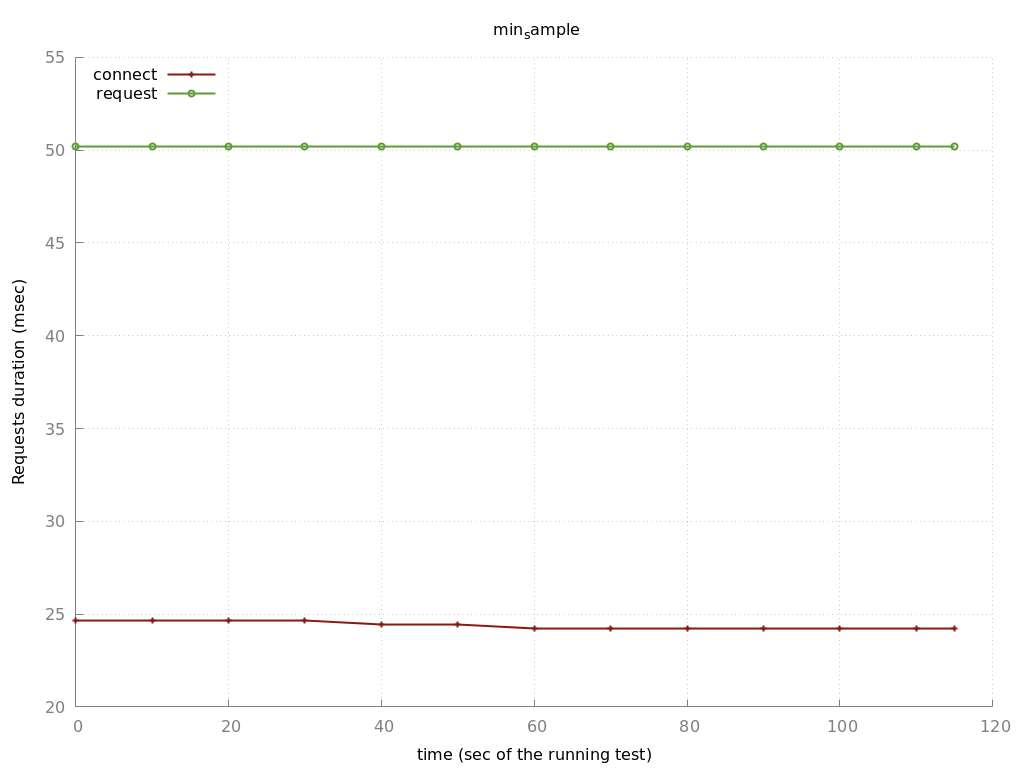 min_sample
55
connect
request
50
45
40
35
30
25
20
0 20 40 60 80 100 120
Requests duration (msec)
time (sec of the running test)